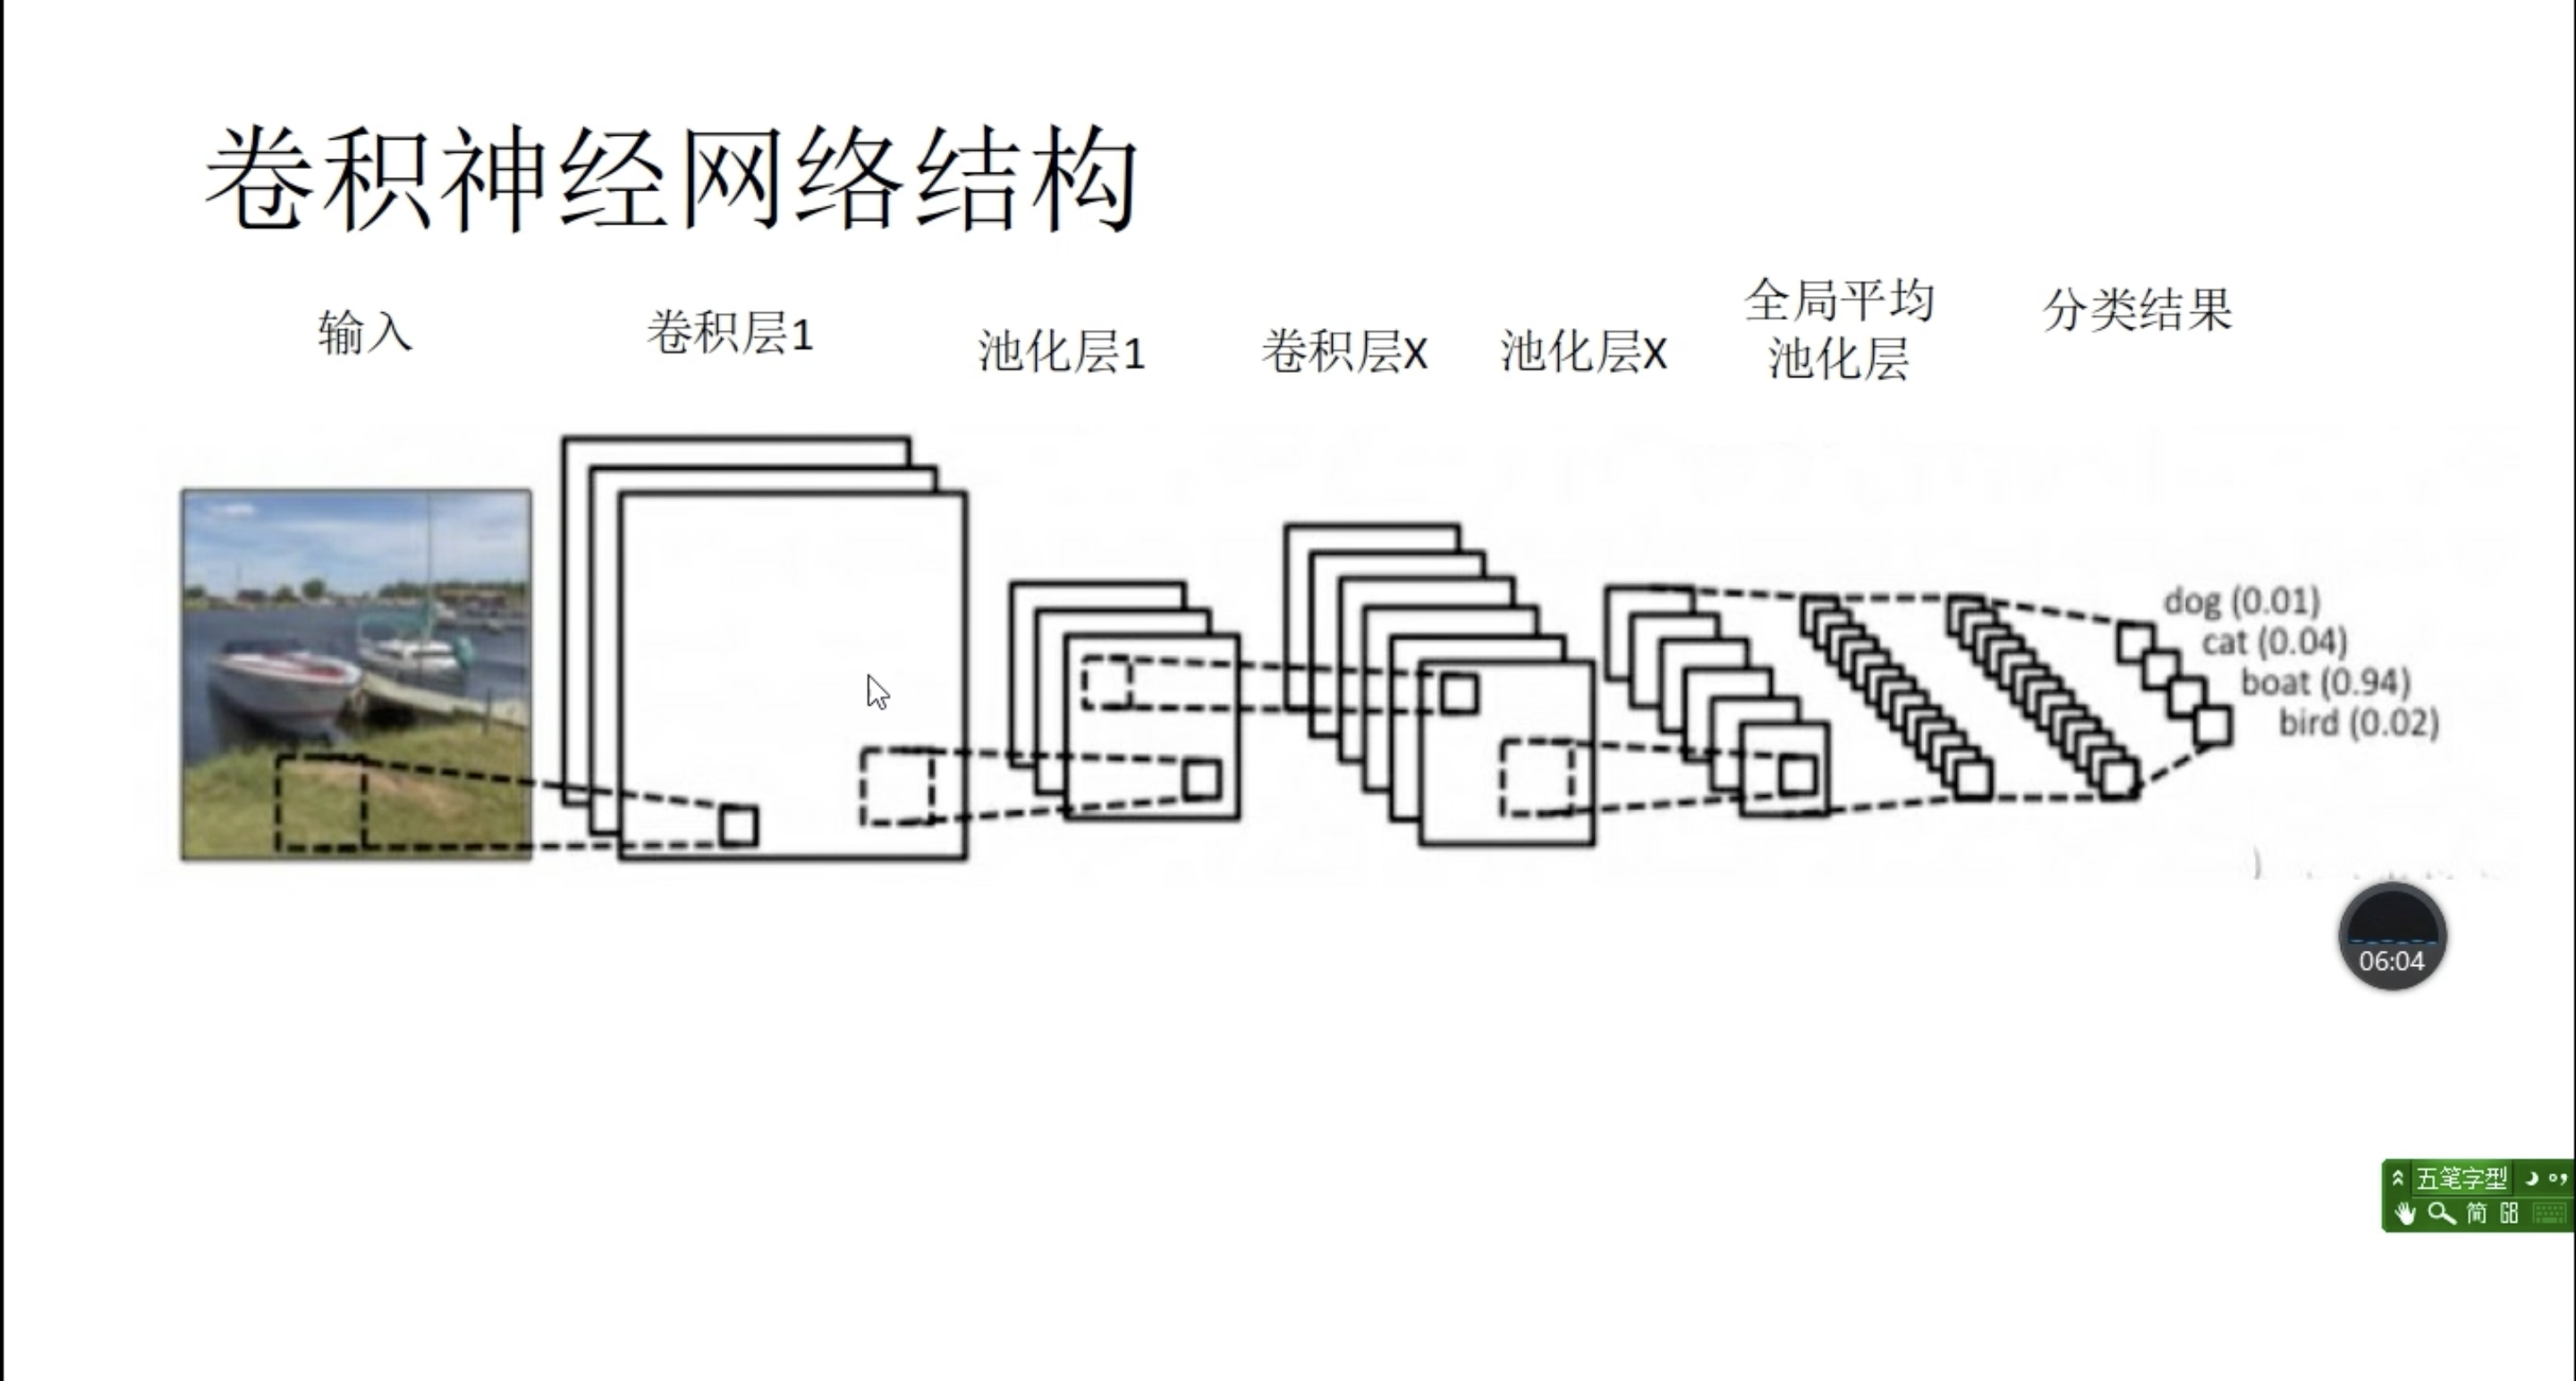 卷积神经网络结构
输入
卷积层1
池化层1
卷积层X
池化层X
全局平均
池化层
分类结果
dog (0.01)
cat (0.04)
boat (0.94)
bird (0.02)
06:04
五笔字型
简 GB